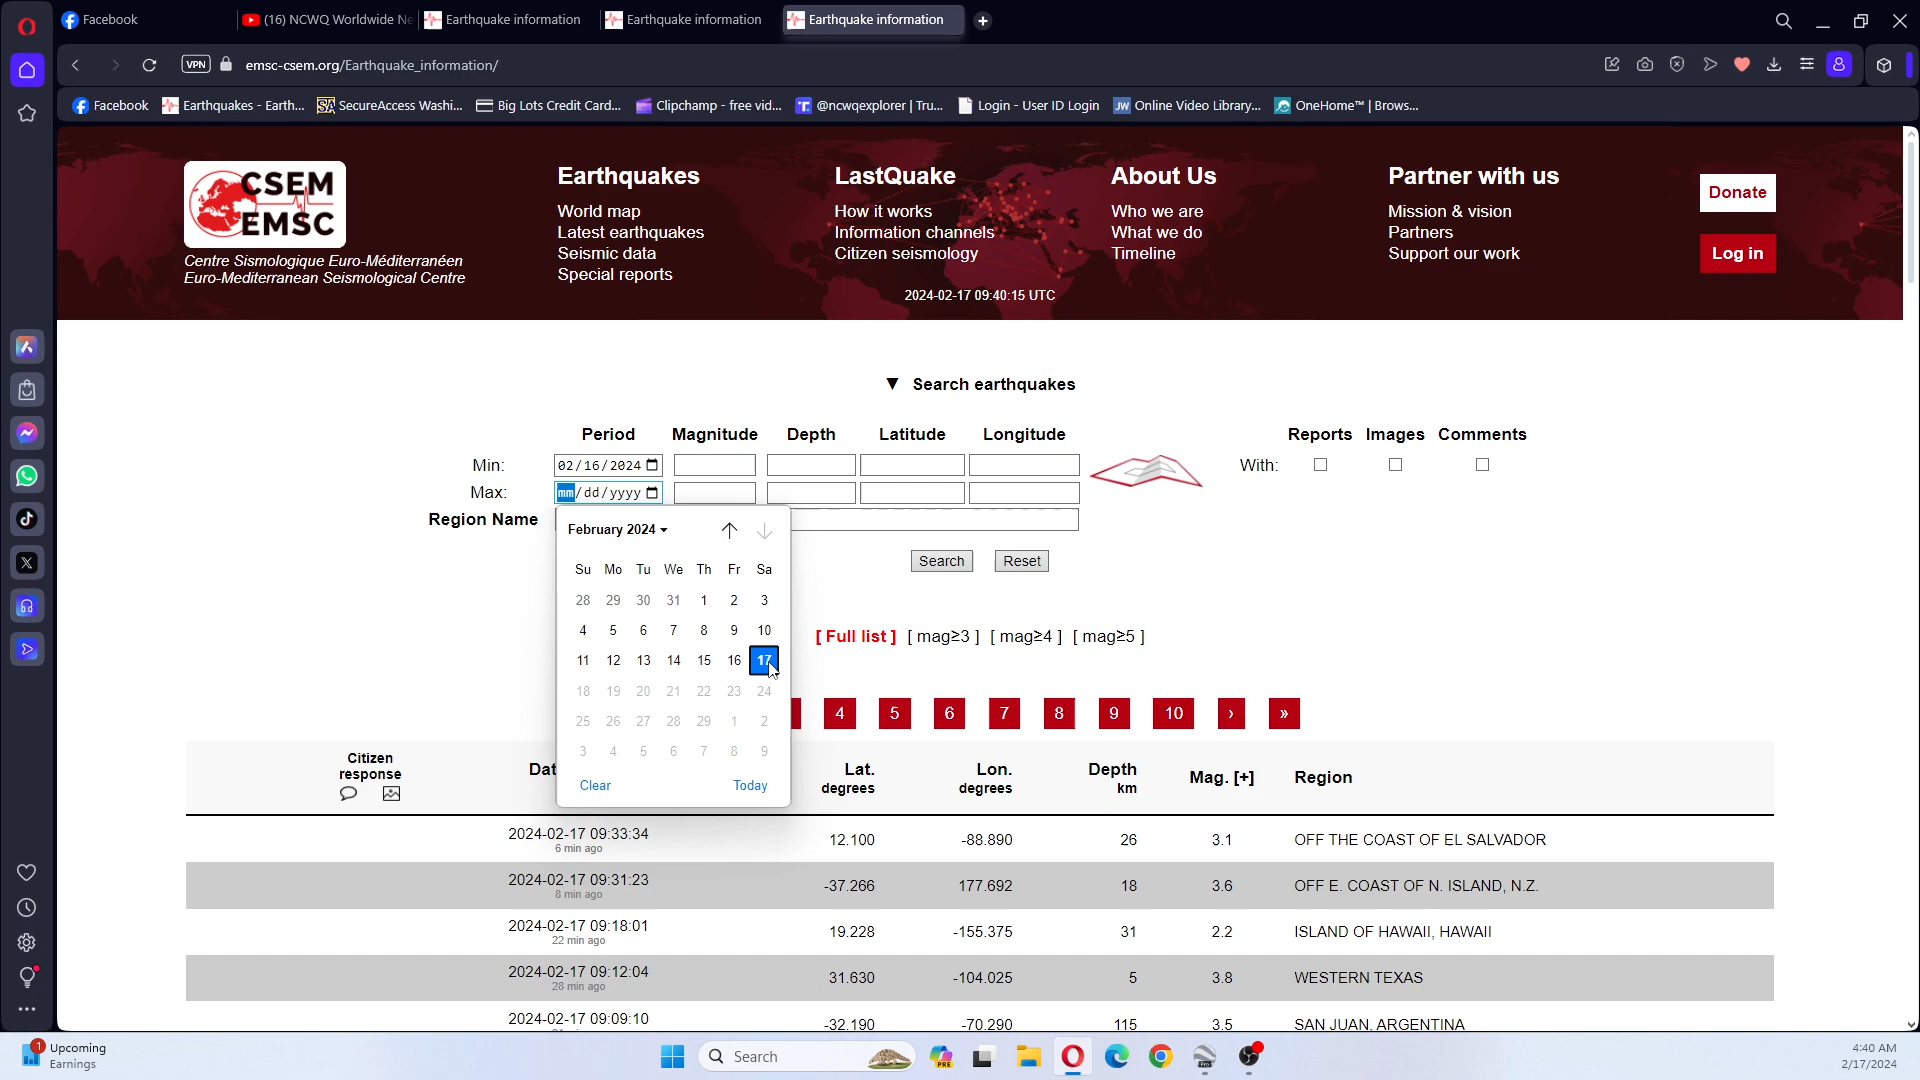 Facebook
(16) NCWQ Worldwide Ne
Earthquake information
Earthquake information
Earthquake information
VPN
emsc-csem.org/Earthquake_information/
Facebook
Earthquakes - Earth...
SA SecureAccess Washi...
Big Lots Credit Card...
Clipchamp - free vid...
T. @ncwqexplorer | Tru...
Login - User ID Login
JW Online Video Library...
OneHome™ | Brows...
CSEM
EMSC
Centre Sismologique Euro-Méditerranéen
Euro-Mediterranean Seismological Centre
Earthquakes
World map
Latest earthquakes
Seismic data
Special reports
LastQuake
How it works
Information channels
Citizen seismology
About Us
Who we are
What we do
Timeline
Partner with us
Mission & vision
Partners
Support our work
Donate
Log in
2024-02-17 09:40:15 UTC
▼ Search earthquakes
Period Magnitude Depth Latitude Longitude
Reports Images Comments
Min: 02/16/2024
With:
Max: mm/dd/yyyy
Region Name
Search Reset
February 2024
Su Mo Tu We Th Fr Sa
28 29 30 31 1 2 3
4 5 6 7 8 9 10
11 12 13 14 15 16 17
18 19 20 21 22 23 24
25 26 27 28 29 1 2
3 4 5 6 7 8 9
Clear Today
[ Full list ] [ mag≥3 ] [ mag≥4 ] [ mag≥5 ]
4 5 6 7 8 9 10 › »
Citizen
response
Dat
Lat.
degrees
Lon.
degrees
Depth
km
Mag. [+]
Region
2024-02-17 09:33:34 12.100 -88.890 26 3.1 OFF THE COAST OF EL SALVADOR
6 min ago
2024-02-17 09:31:23 -37.266 177.692 18 3.6 OFF E. COAST OF N. ISLAND, N.Z.
8 min ago
2024-02-17 09:18:01 19.228 -155.375 31 2.2 ISLAND OF HAWAII, HAWAII
22 min ago
2024-02-17 09:12:04 31.630 -104.025 5 3.8 WESTERN TEXAS
28 min ago
2024-02-17 09:09:10 -32.190 -70.290 115 3.5 SAN JUAN, ARGENTINA
1
Upcoming
Earnings
Search
PRE
4:40 AM
2/17/2024